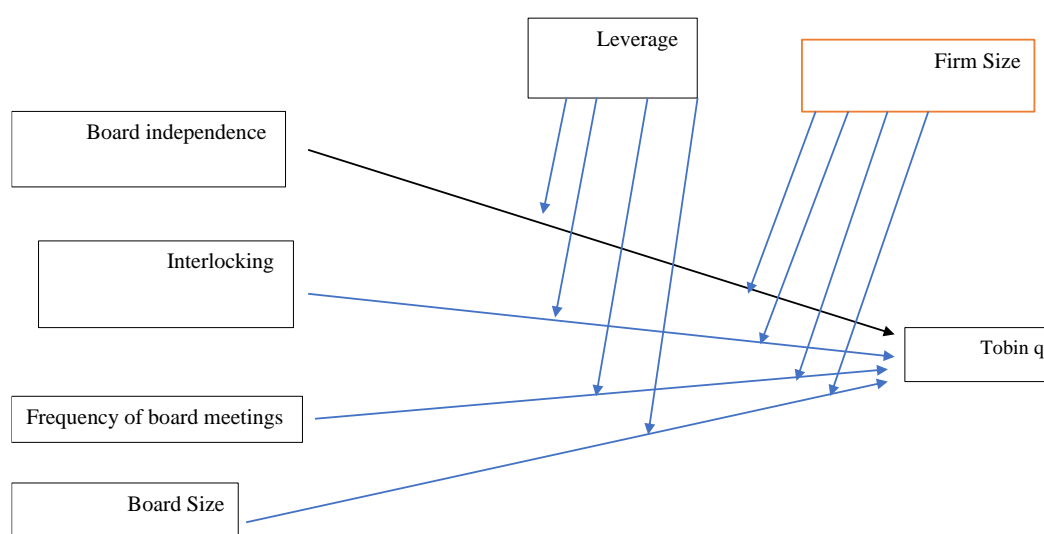 Leverage
Firm Size
Board independence
Interlocking
Tobin q
Frequency of board meetings
Board Size